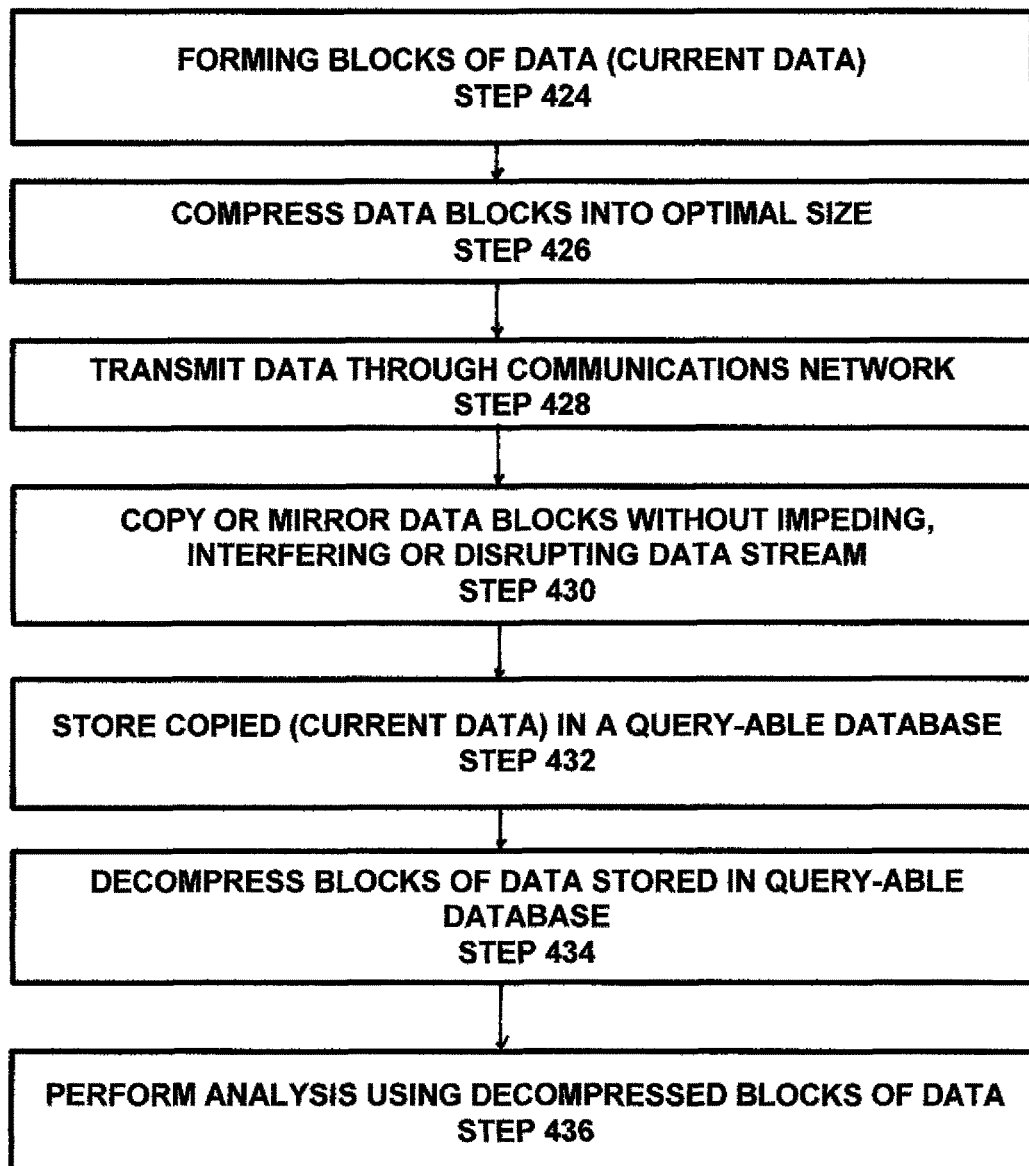 FORMING BLOCKS OF DATA (CURRENT DATA)
STEP 424
COMPRESS DATA BLOCKS INTO OPTIMAL SIZE
STEP 426
TRANSMIT DATA THROUGH COMMUNICATIONS NETWORK
STEP 428
COPY OR MIRROR DATA BLOCKS WITHOUT IMPEDING,
INTERFERING OR DISRUPTING DATA STREAM
STEP 430
STORE COPIED (CURRENT DATA) IN A QUERY-ABLE DATABASE
STEP 432
DECOMPRESS BLOCKS OF DATA STORED IN QUERY-ABLE
DATABASE
STEP 434
PERFORM ANALYSIS USING DECOMPRESSED BLOCKS OF DATA
STEP 436